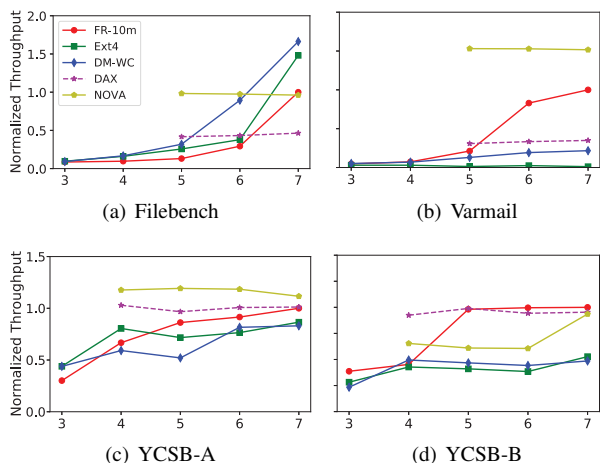 Normalized Throughput
2.0
1.5
1.0
0.5
0.0
FR-10m
Ext4
DM-WC
DAX
NOVA
3 4 5 6 7
3 4 5 6 7
(a) Filebench
(b) Varmail
Normalized Throughput
1.5
1.0
0.5
0.0
3 4 5 6 7
3 4 5 6 7
(c) YCSB-A
(d) YCSB-B